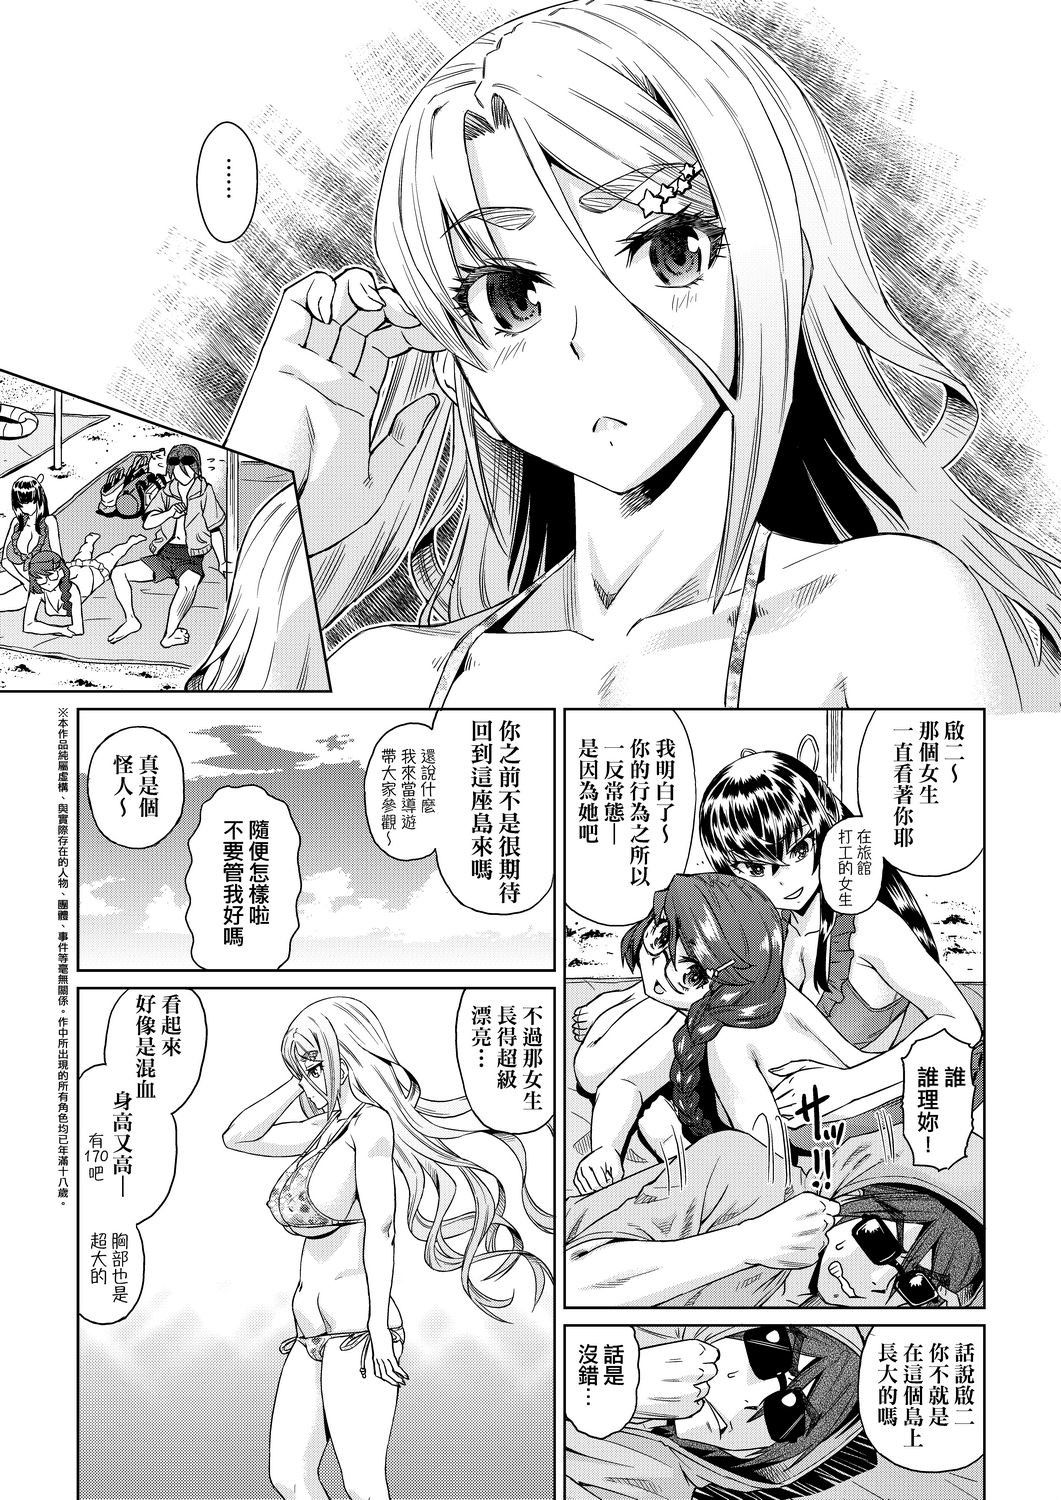 ……
啟二～
那個女生
一直看著你耶
在旅館
打工的女生
我明白了～
你的行為之所以
一反常態—
是因為她吧
誰
誰理妳！
ササッ!!
話說啟二
你不就是
在這個島上
長大的嗎
話是
沒錯…
你之前不是很期待
回到這座島來嗎
還說什麼
我來當導遊
帶大家參觀～
隨便怎樣啦
不要管我好嗎
真是個
怪人～
不過那女生
長得超級
漂亮…
看起來
好像是混血
身高又高—
有170吧
胸部也是
超大的
※本作品純屬虛構、與實際存在的人物、團體、事件等毫無關係。作中所出現的所有角色均已年滿十八歲。